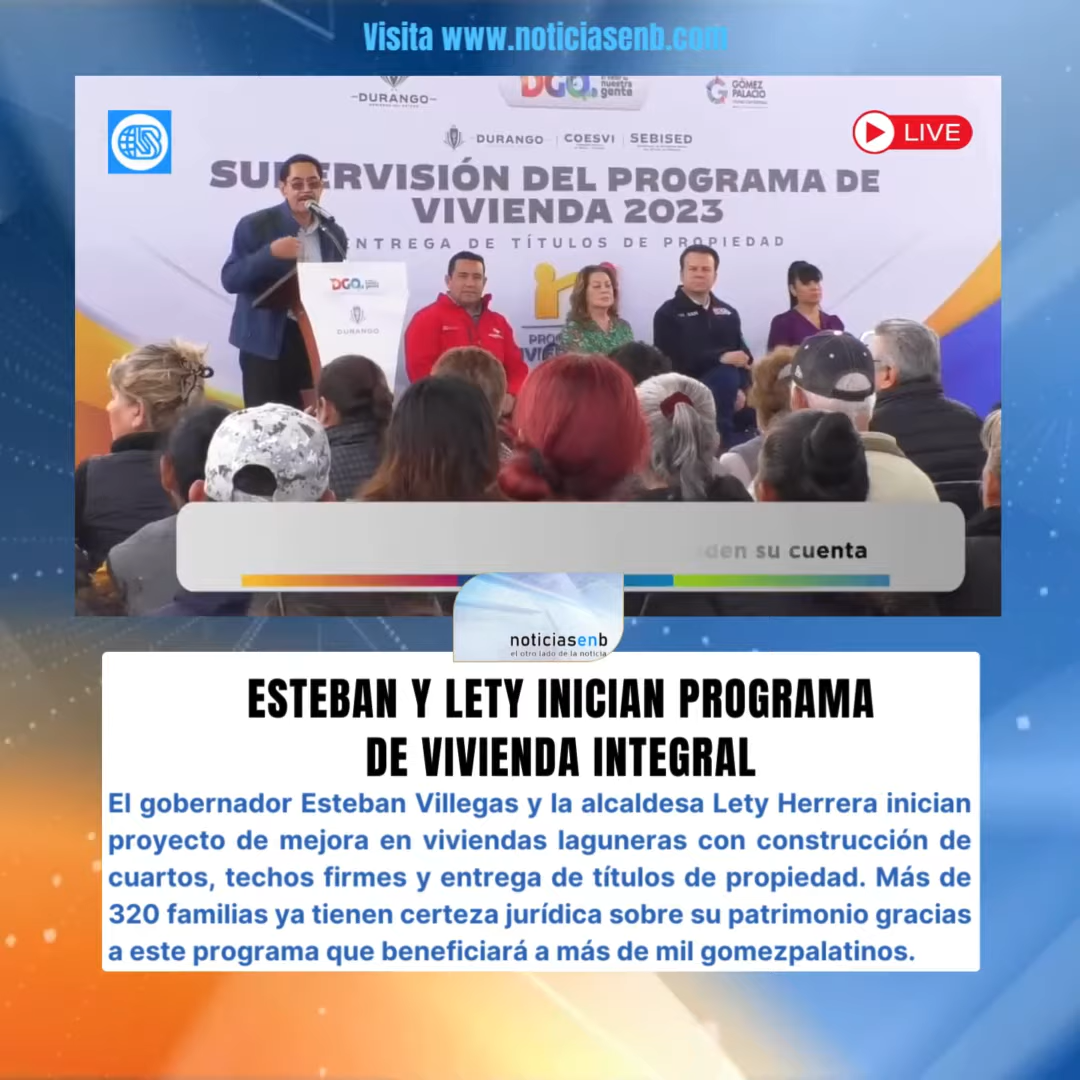 Visita www.noticiasenb.com
DURANGO
DGO. nuestra
gente
GÓMEZ
PALACIO
LIVE
DURANGO | COESVI | SEBISED
SUPERVISIÓN DEL PROGRAMA DE
VIVIENDA 2023
ENTREGA DE TÍTULOS DE PROPIEDAD
DGO.
DURANGO
den su cuenta
noticiasenb
el otro lado de la noticia
ESTEBAN Y LETY INICIAN PROGRAMA
DE VIVIENDA INTEGRAL
El gobernador Esteban Villegas y la alcaldesa Lety Herrera inician
proyecto de mejora en viviendas laguneras con construcción de
cuartos, techos firmes y entrega de títulos de propiedad. Más de
320 familias ya tienen certeza jurídica sobre su patrimonio gracias
a este programa que beneficiará a más de mil gomezpalatinos.